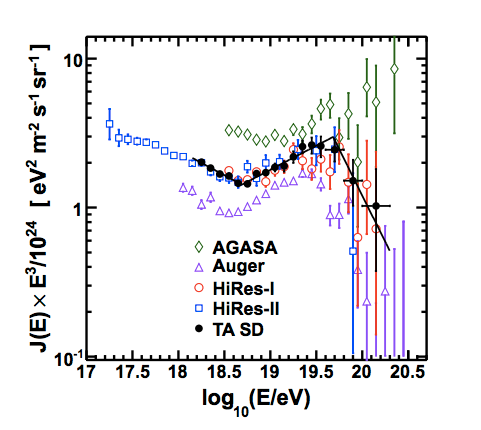 J(E) × E³/10²⁴ [ eV² m⁻² s⁻¹ sr⁻¹ ]
10
1
10⁻¹
AGASA
Auger
HiRes-I
HiRes-II
TA SD
17 17.5 18 18.5 19 19.5 20 20.5
log₁₀(E/eV)